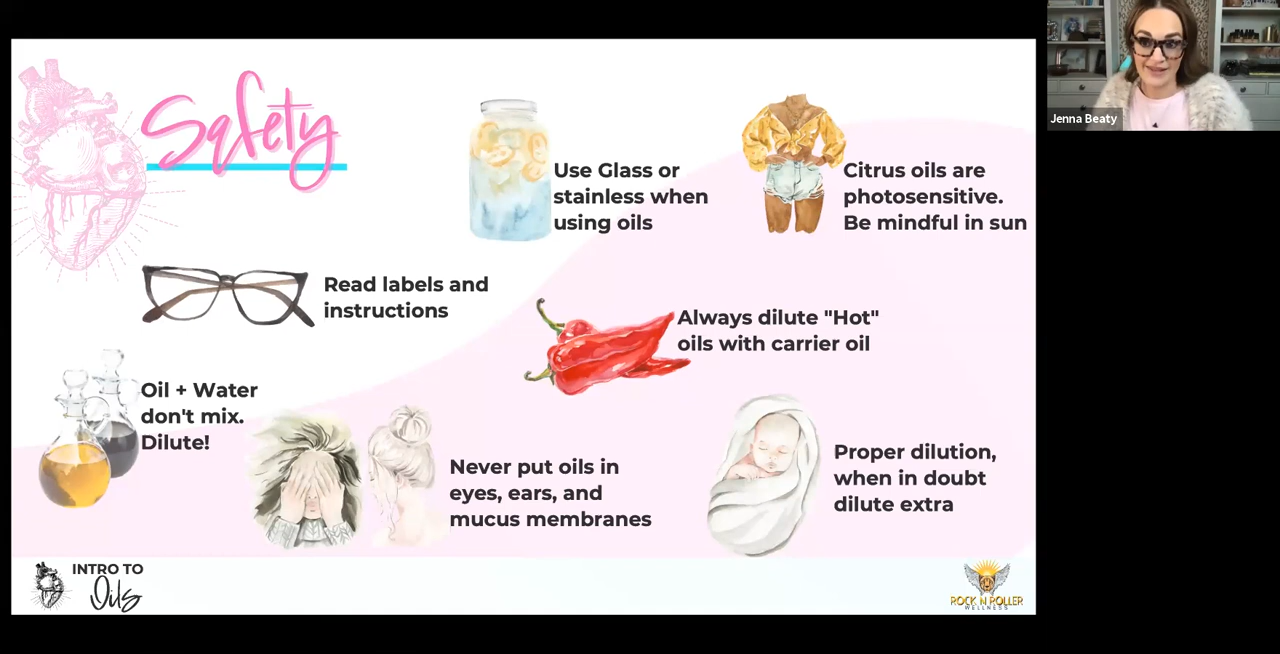 Safety
Use Glass or
stainless when
using oils
Citrus oils are
photosensitive.
Be mindful in sun
Read labels and
instructions
Always dilute "Hot"
oils with carrier oil
Oil + Water
don't mix.
Dilute!
Never put oils in
eyes, ears, and
mucus membranes
Proper dilution,
when in doubt
dilute extra
INTRO TO
Oils
ROCK N ROLLER
WELLNESS
Jenna Beaty